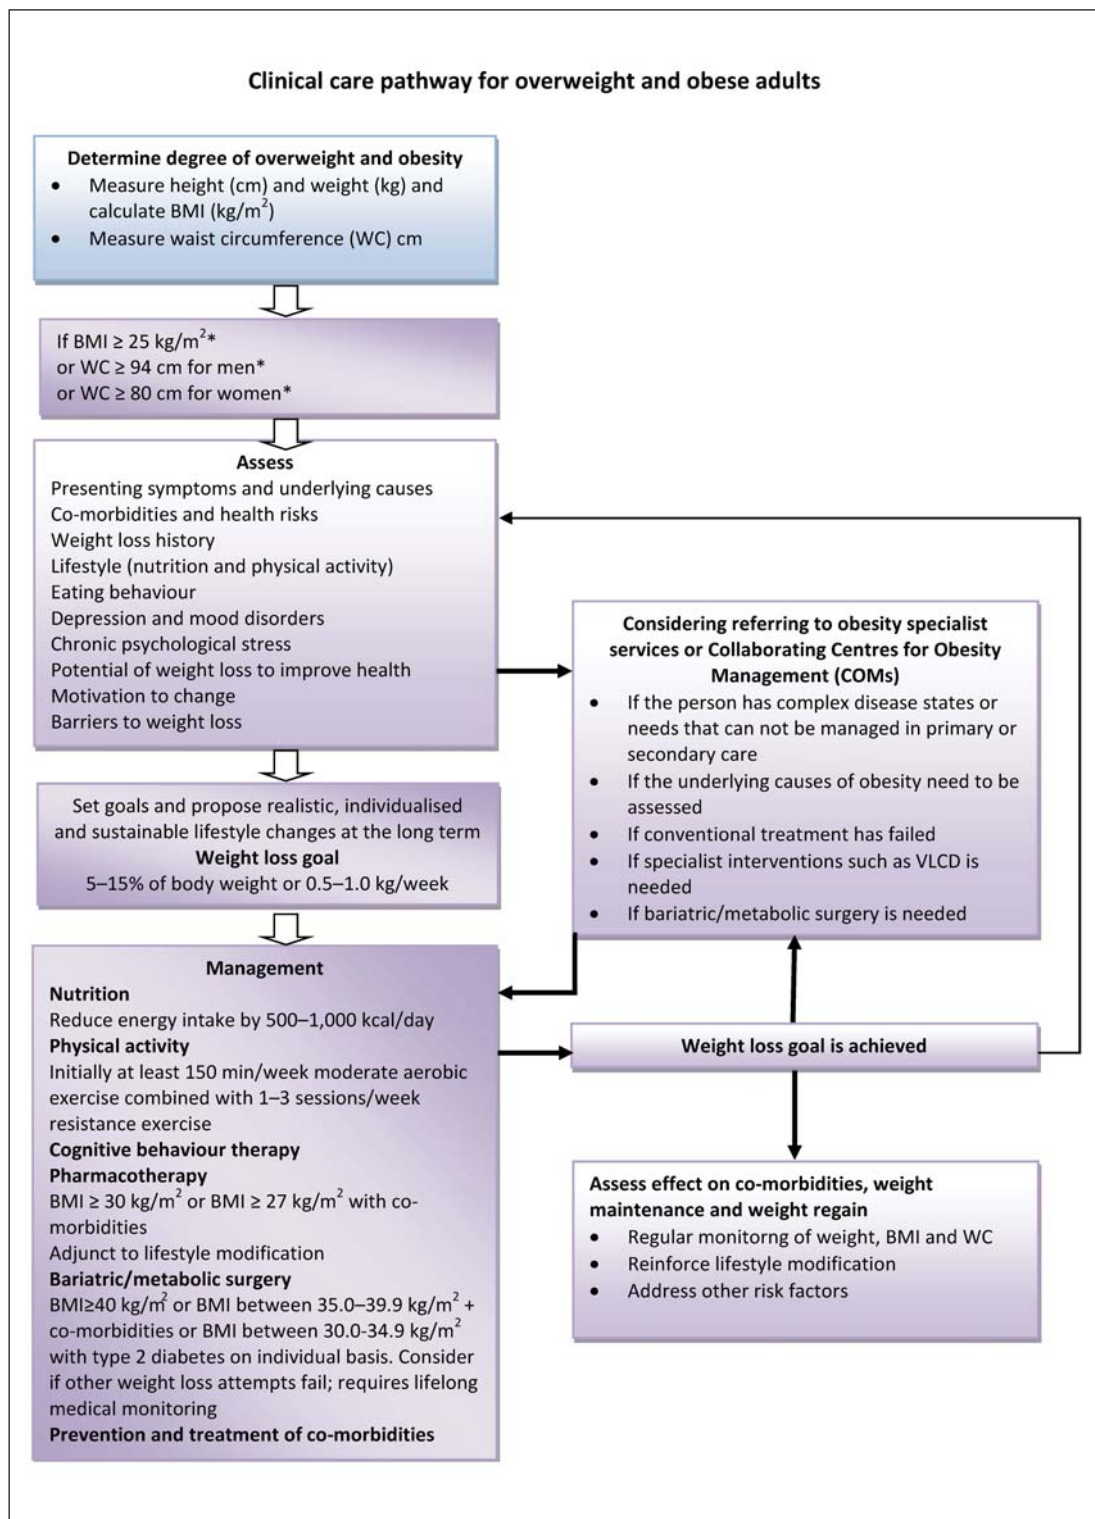 Clinical care pathway for overweight and obese adults
Determine degree of overweight and obesity
• Measure height (cm) and weight (kg) and
calculate BMI (kg/m²)
• Measure waist circumference (WC) cm
If BMI ≥ 25 kg/m²*
or WC ≥ 94 cm for men*
or WC ≥ 80 cm for women*
Assess
Presenting symptoms and underlying causes
Co-morbidities and health risks
Weight loss history
Lifestyle (nutrition and physical activity)
Eating behaviour
Depression and mood disorders
Chronic psychological stress
Potential of weight loss to improve health
Motivation to change
Barriers to weight loss
Considering referring to obesity specialist
services or Collaborating Centres for Obesity
Management (COMs)
• If the person has complex disease states or
needs that can not be managed in primary or
secondary care
• If the underlying causes of obesity need to be
assessed
• If conventional treatment has failed
• If specialist interventions such as VLCD is
needed
• If bariatric/metabolic surgery is needed
Set goals and propose realistic, individualised
and sustainable lifestyle changes at the long term
Weight loss goal
5–15% of body weight or 0.5–1.0 kg/week
Management
Nutrition
Reduce energy intake by 500–1,000 kcal/day
Physical activity
Initially at least 150 min/week moderate aerobic
exercise combined with 1–3 sessions/week
resistance exercise
Cognitive behaviour therapy
Pharmacotherapy
BMI ≥ 30 kg/m² or BMI ≥ 27 kg/m² with co-
morbidities
Adjunct to lifestyle modification
Bariatric/metabolic surgery
BMI≥40 kg/m² or BMI between 35.0–39.9 kg/m² +
co-morbidities or BMI between 30.0-34.9 kg/m²
with type 2 diabetes on individual basis. Consider
if other weight loss attempts fail; requires lifelong
medical monitoring
Prevention and treatment of co-morbidities
Weight loss goal is achieved
Assess effect on co-morbidities, weight
maintenance and weight regain
• Regular monitorng of weight, BMI and WC
• Reinforce lifestyle modification
• Address other risk factors